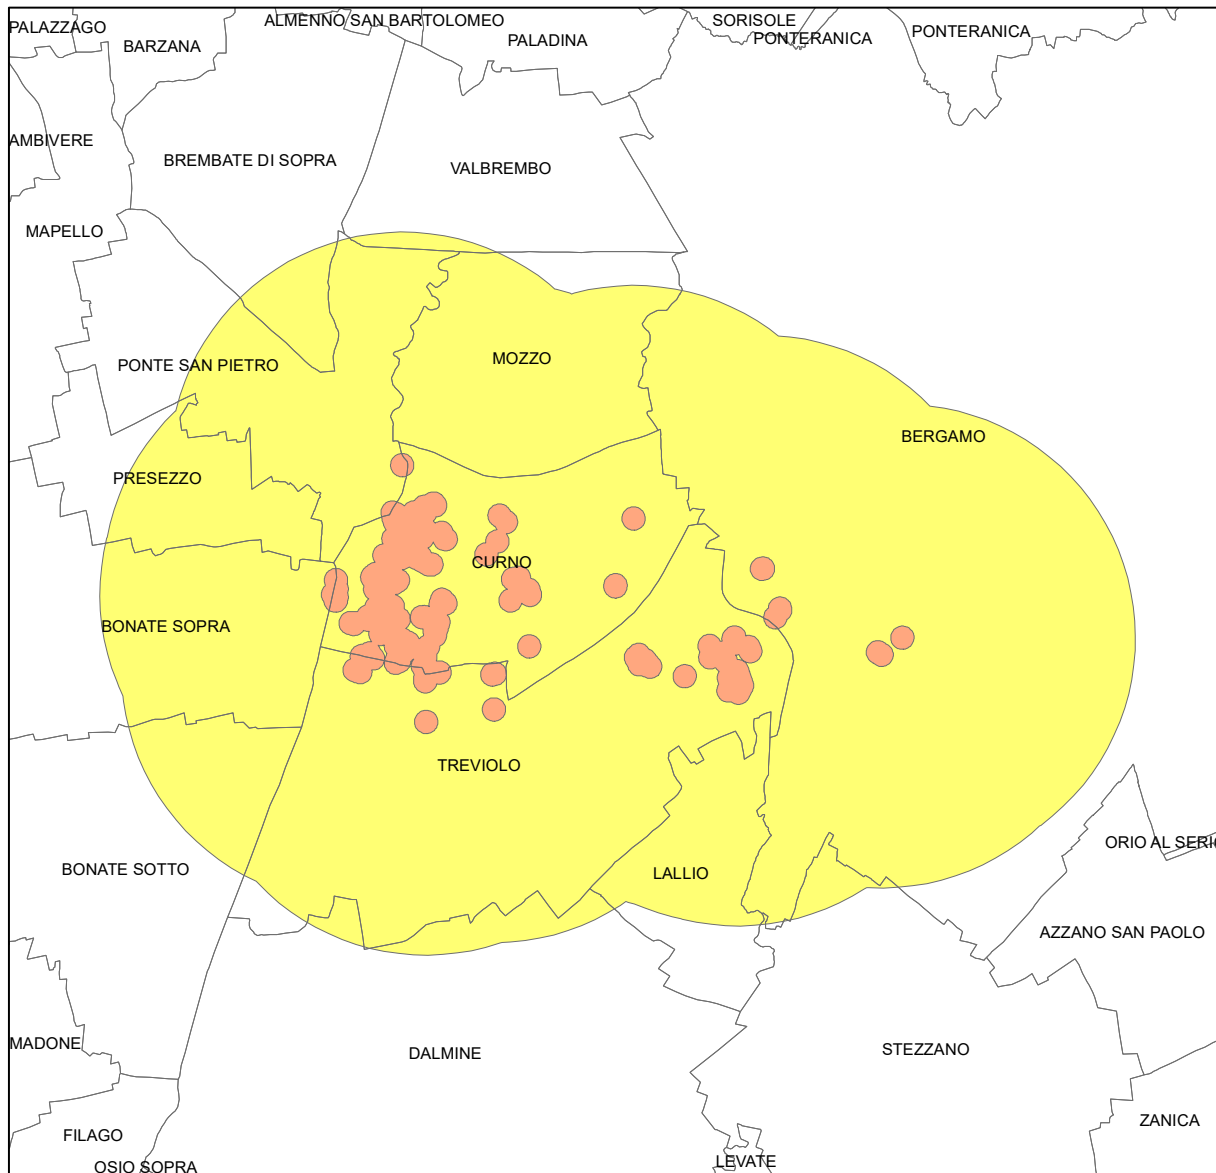 ALMENNO SAN BARTOLOMEO
SORISOLE
PALAZZAGO
PONTERANICA
PALADINA
PONTERANICA
BARZANA
AMBIVERE
BREMBATE DI SOPRA
VALBREMBO
MAPELLO
MOZZO
PONTE SAN PIETRO
BERGAMO
PRESEZZO
CURNO
BONATE SOPRA
TREVIOLO
ORIO AL SERIO
BONATE SOTTO
LALLIO
AZZANO SAN PAOLO
MADONE
DALMINE
STEZZANO
ZANICA
FILAGO
LEVATE
OSIO SOPRA